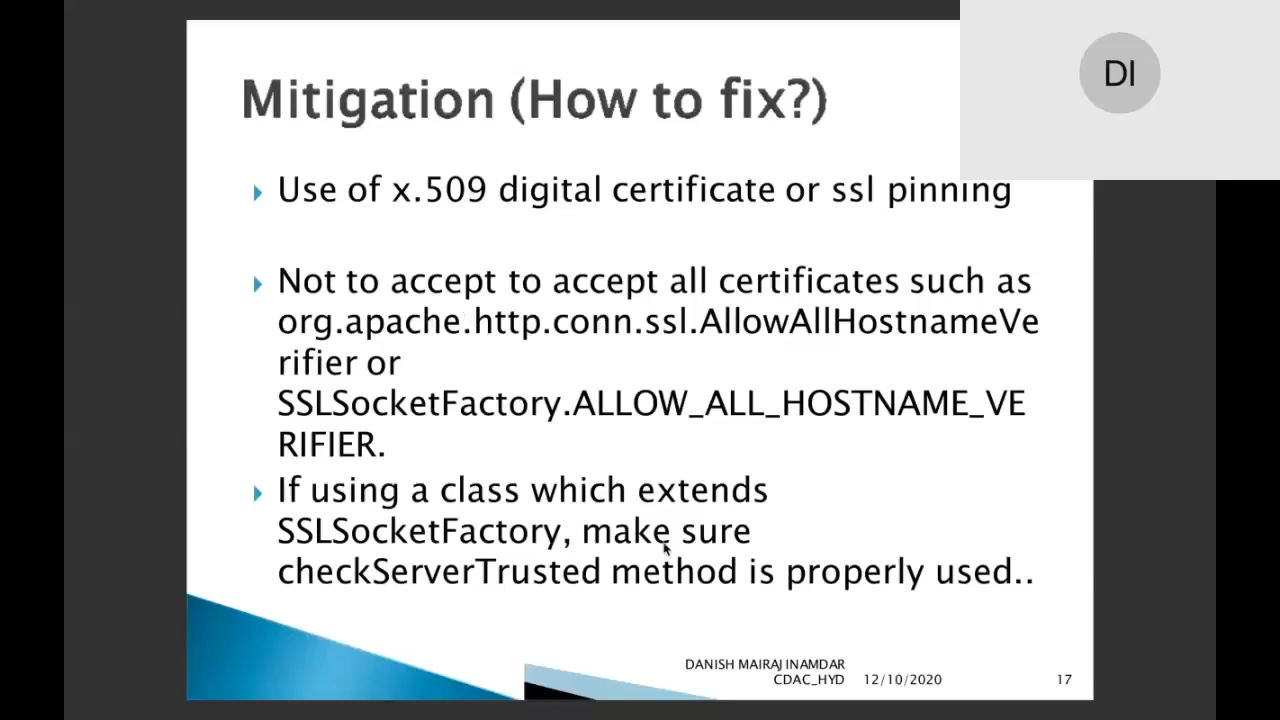 DI
Mitigation (How to fix?)
Use of x.509 digital certificate or ssl pinning
Not to accept to accept all certificates such as
org.apache.http.conn.ssl.AllowAllHostnameVe
rifier or
SSLSocketFactory.ALLOW_ALL_HOSTNAME_VE
RIFIER.
If using a class which extends
SSLSocketFactory, make sure
checkServerTrusted method is properly used..
DANISH MAIRAJ INAMDAR
CDAC_HYD 12/10/2020 17